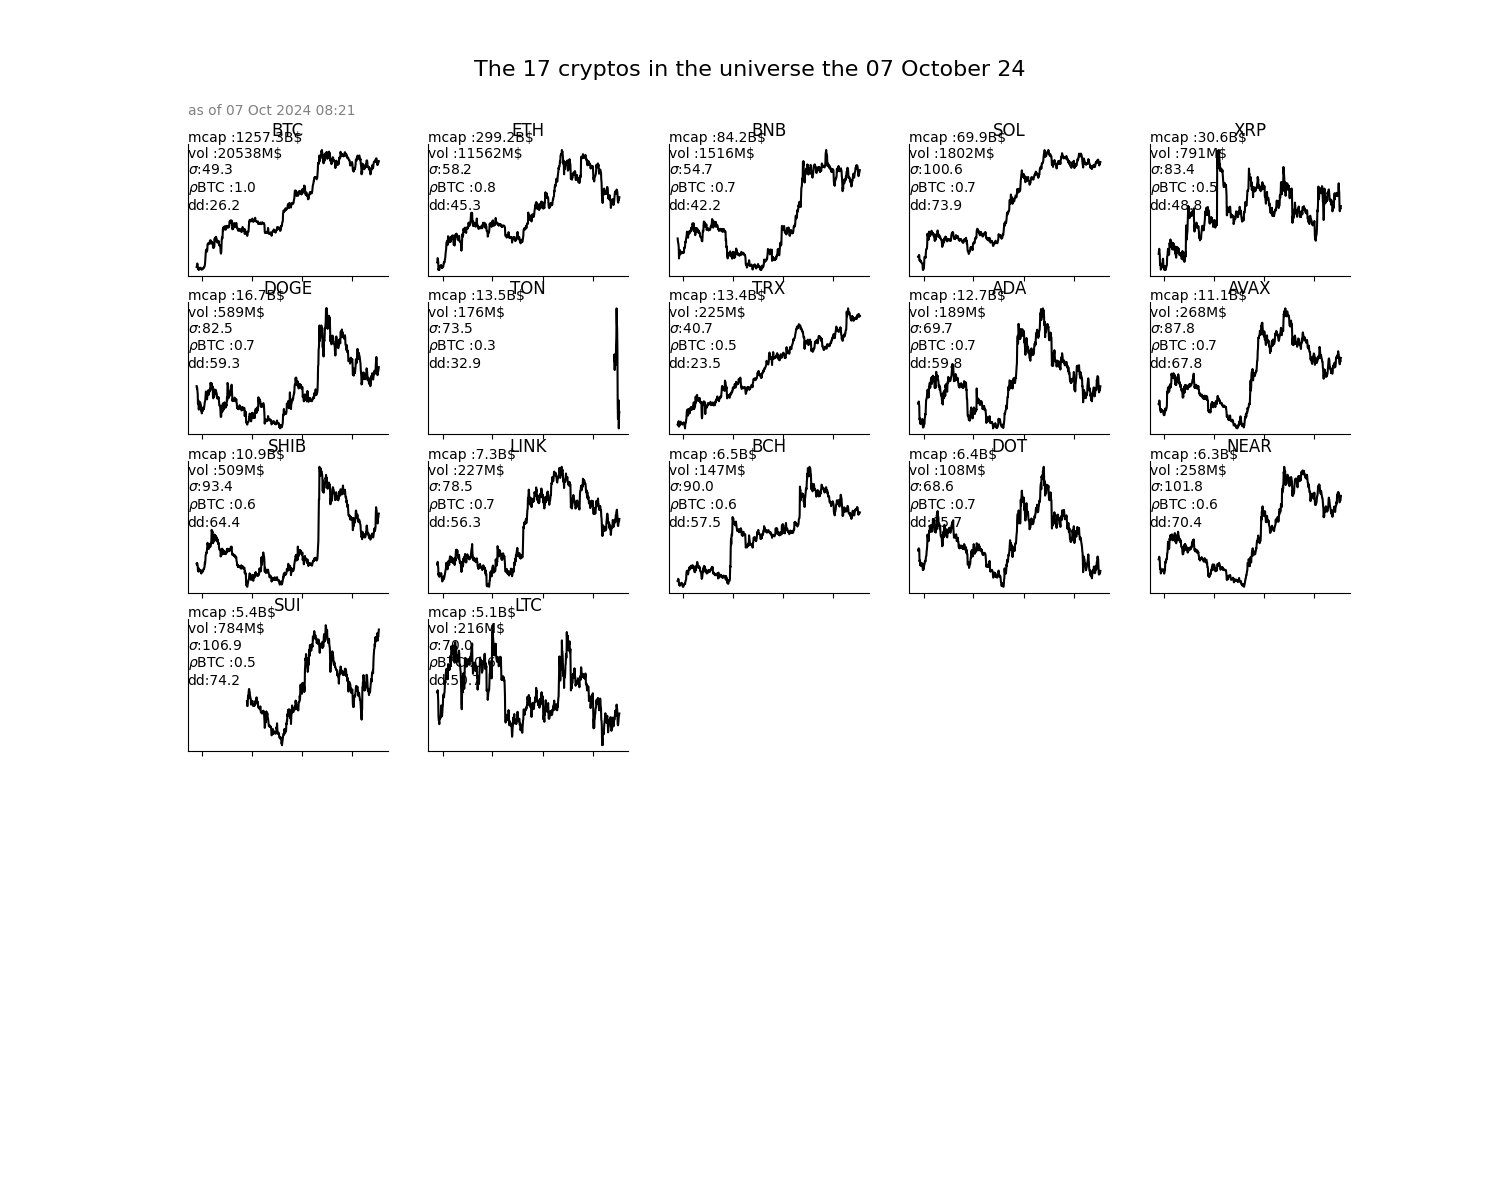 The 17 cryptos in the universe the 07 October 24
as of 07 Oct 2024 08:21
BTC
mcap :1257.3B$
vol :20538M$
σ:49.3
ρBTC :1.0
dd:26.2
ETH
mcap :299.2B$
vol :11562M$
σ:58.2
ρBTC :0.8
dd:45.3
BNB
mcap :84.2B$
vol :1516M$
σ:54.7
ρBTC :0.7
dd:42.2
SOL
mcap :69.9B$
vol :1802M$
σ:100.6
ρBTC :0.7
dd:73.9
XRP
mcap :30.6B$
vol :791M$
σ:83.4
ρBTC :0.5
dd:48.8
DOGE
mcap :16.7B$
vol :589M$
σ:82.5
ρBTC :0.7
dd:59.3
TON
mcap :13.5B$
vol :176M$
σ:73.5
ρBTC :0.3
dd:32.9
TRX
mcap :13.4B$
vol :225M$
σ:40.7
ρBTC :0.5
dd:23.5
ADA
mcap :12.7B$
vol :189M$
σ:69.7
ρBTC :0.7
dd:59.8
AVAX
mcap :11.1B$
vol :268M$
σ:87.8
ρBTC :0.7
dd:67.8
SHIB
mcap :10.9B$
vol :509M$
σ:93.4
ρBTC :0.6
dd:64.4
LINK
mcap :7.3B$
vol :227M$
σ:78.5
ρBTC :0.7
dd:56.3
BCH
mcap :6.5B$
vol :147M$
σ:90.0
ρBTC :0.6
dd:57.5
DOT
mcap :6.4B$
vol :108M$
σ:68.6
ρBTC :0.7
NEAR
mcap :6.3B$
vol :258M$
σ:101.8
ρBTC :0.6
dd:70.4
SUI
mcap :5.4B$
vol :784M$
σ:106.9
ρBTC :0.5
dd:74.2
LTC
mcap :5.1B$
vol :216M$